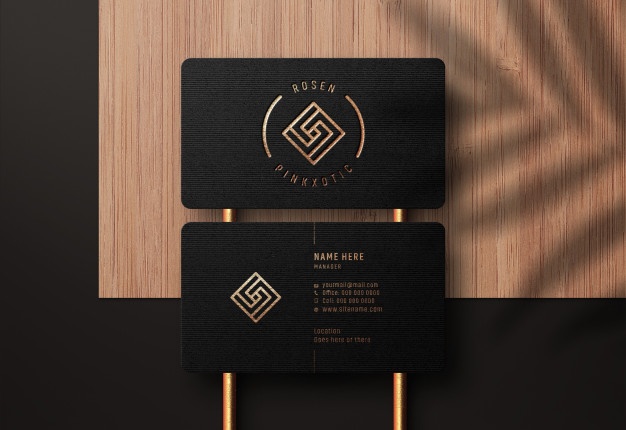 ROSEN
PINKXOTIC
NAME HERE
MANAGER
yourmail@mail.com
Office: 000 000 0000
Cell: 000 000 0000
www.sitename.com
Location
Goes here of there